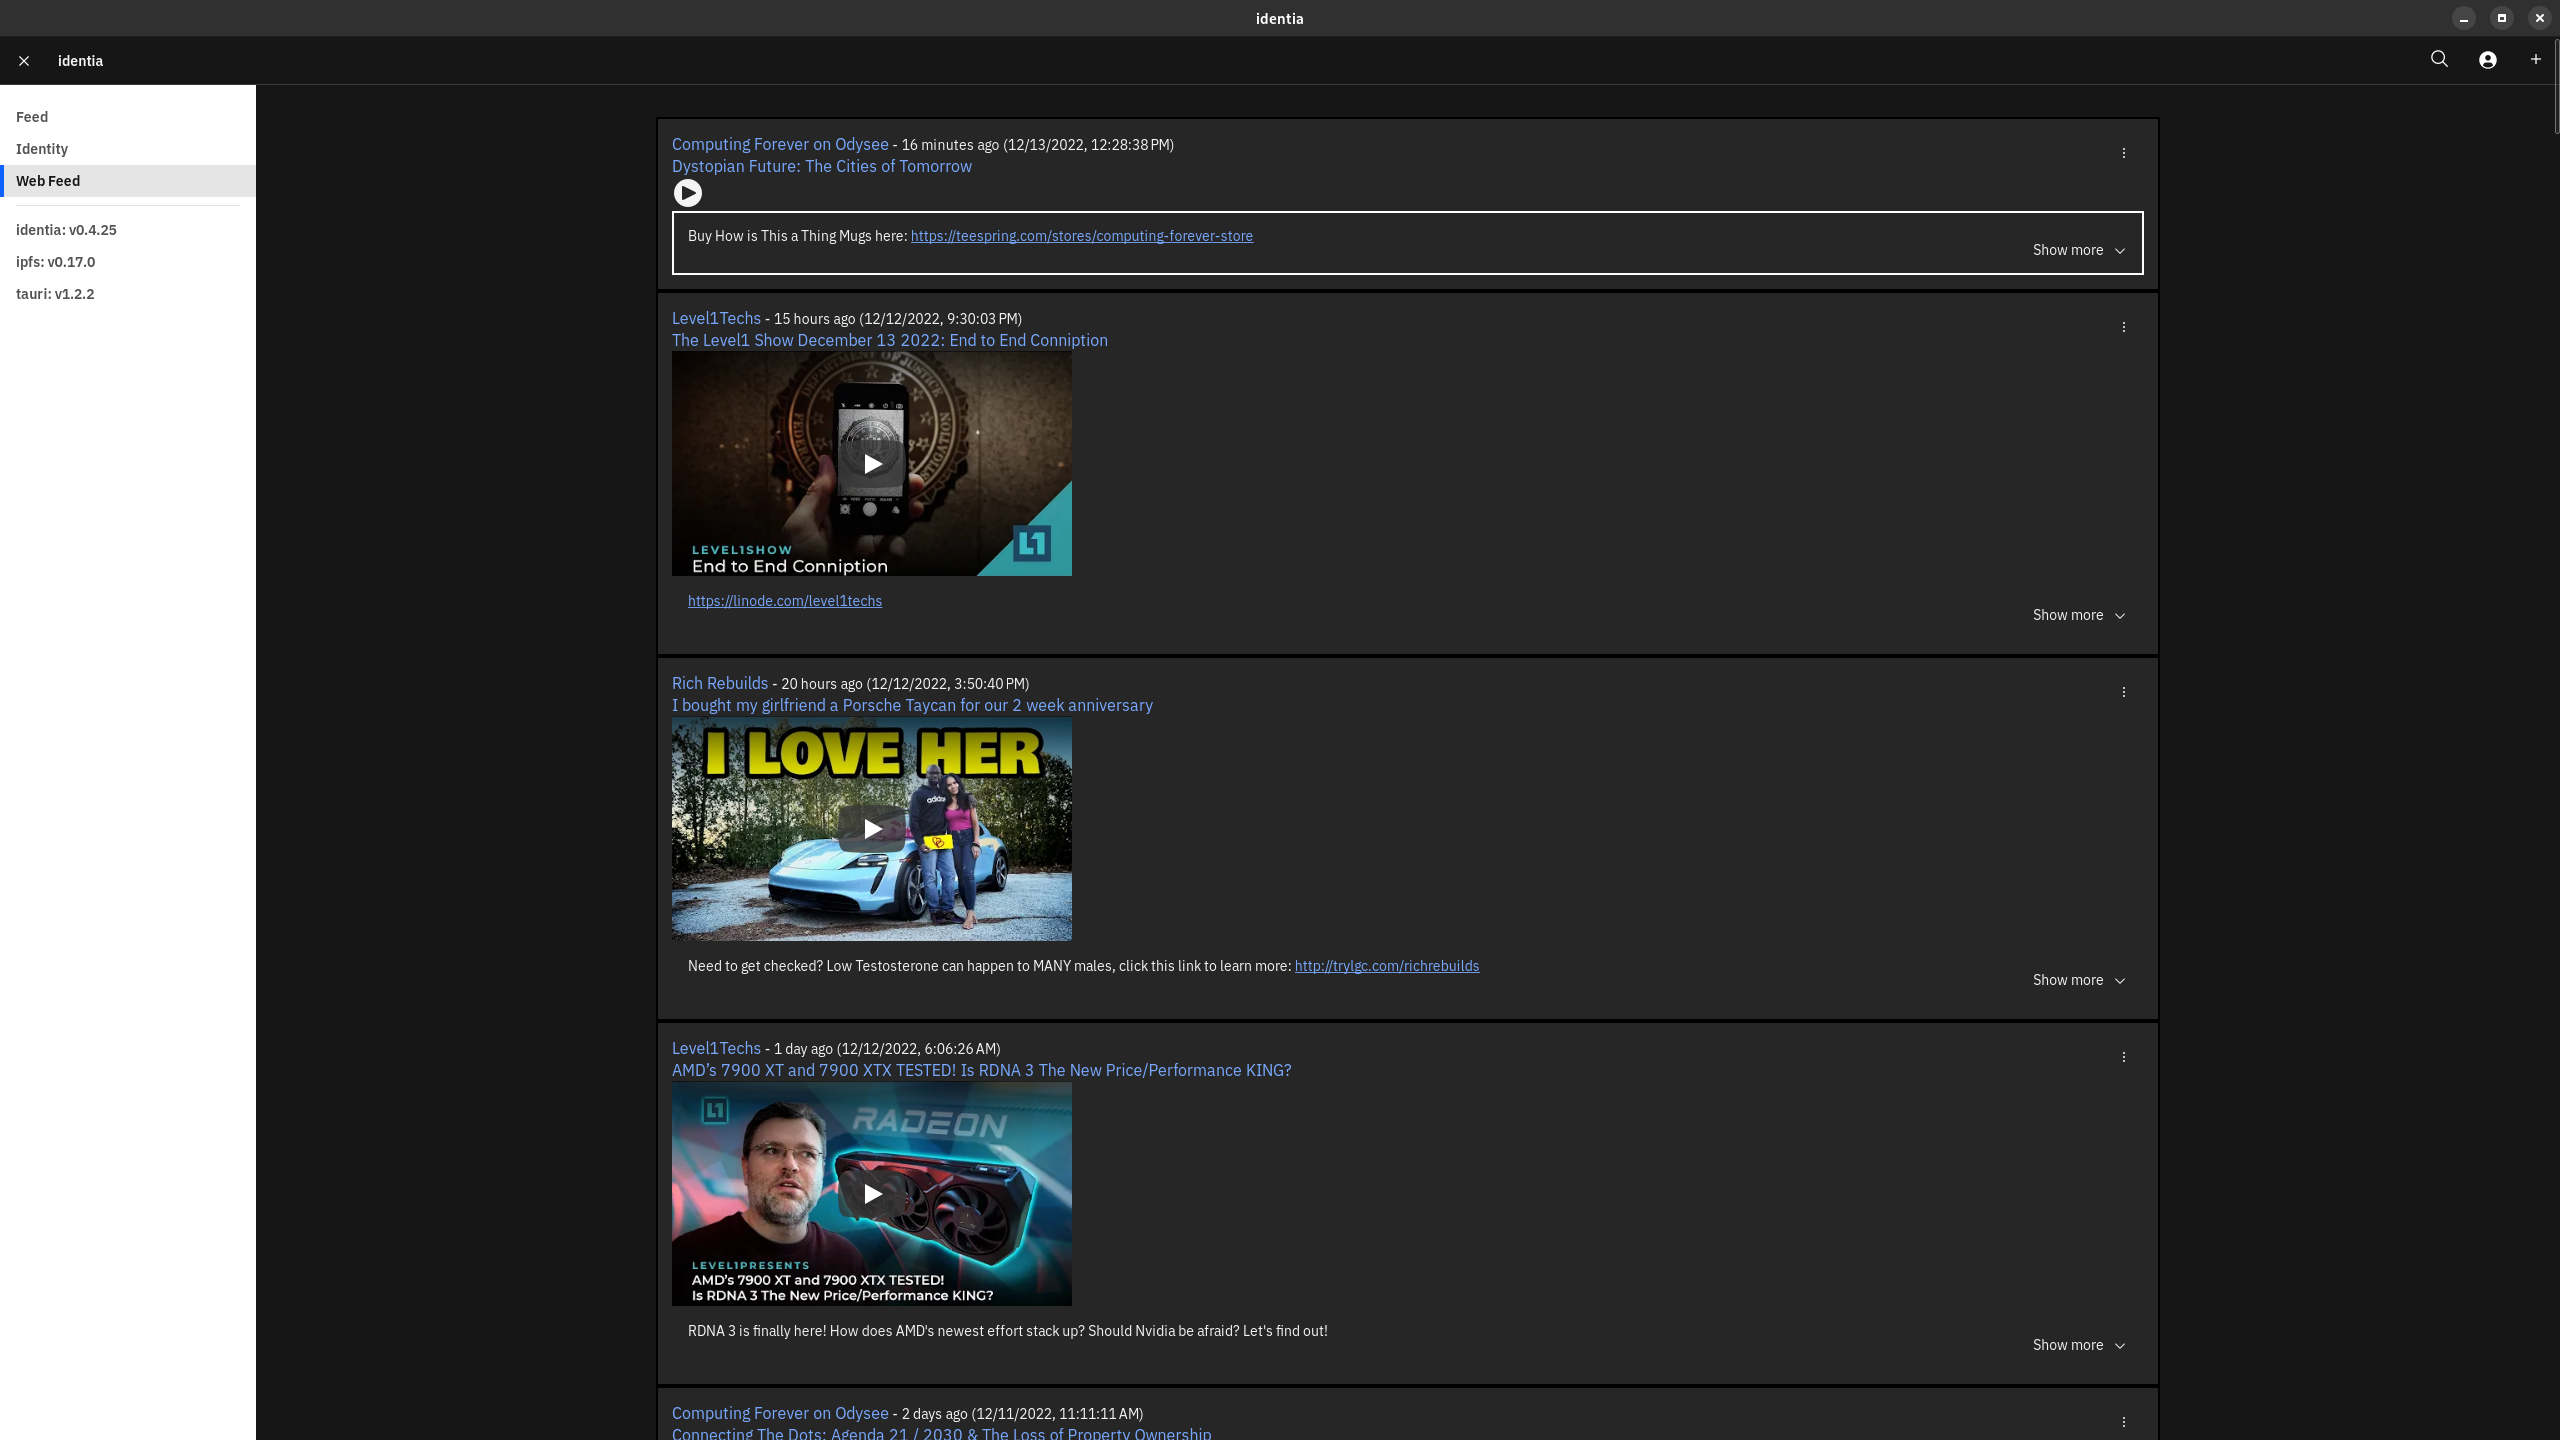 identia
identia
Feed
Identity
Web Feed
identia: v0.4.25
ipfs: v0.17.0
tauri: v1.2.2
Computing Forever on Odysee - 16 minutes ago (12/13/2022, 12:28:38 PM)
Dystopian Future: The Cities of Tomorrow
Buy How is This a Thing Mugs here: https://teespring.com/stores/computing-forever-store
Show more
Level1Techs - 15 hours ago (12/12/2022, 9:30:03 PM)
The Level1 Show December 13 2022: End to End Conniption
DEPARTMENT OF JUSTICE
FEDERAL
L1
LEVEL1SHOW
End to End Conniption
https://linode.com/level1techs
Show more
Rich Rebuilds - 20 hours ago (12/12/2022, 3:50:40 PM)
I bought my girlfriend a Porsche Taycan for our 2 week anniversary
I LOVE HER
adidas
Need to get checked? Low Testosterone can happen to MANY males, click this link to learn more: http://trylgc.com/richrebuilds
Show more
Level1Techs - 1 day ago (12/12/2022, 6:06:26 AM)
AMD's 7900 XT and 7900 XTX TESTED! Is RDNA 3 The New Price/Performance KING?
L1
RADEON
LEVEL1PRESENTS
AMD's 7900 XT and 7900 XTX TESTED!
Is RDNA 3 The New Price/Performance KING?
RDNA 3 is finally here! How does AMD's newest effort stack up? Should Nvidia be afraid? Let's find out!
Show more
Computing Forever on Odysee - 2 days ago (12/11/2022, 11:11:11 AM)
Connecting The Dots: Agenda 21 / 2030 & The Loss of Property Ownership